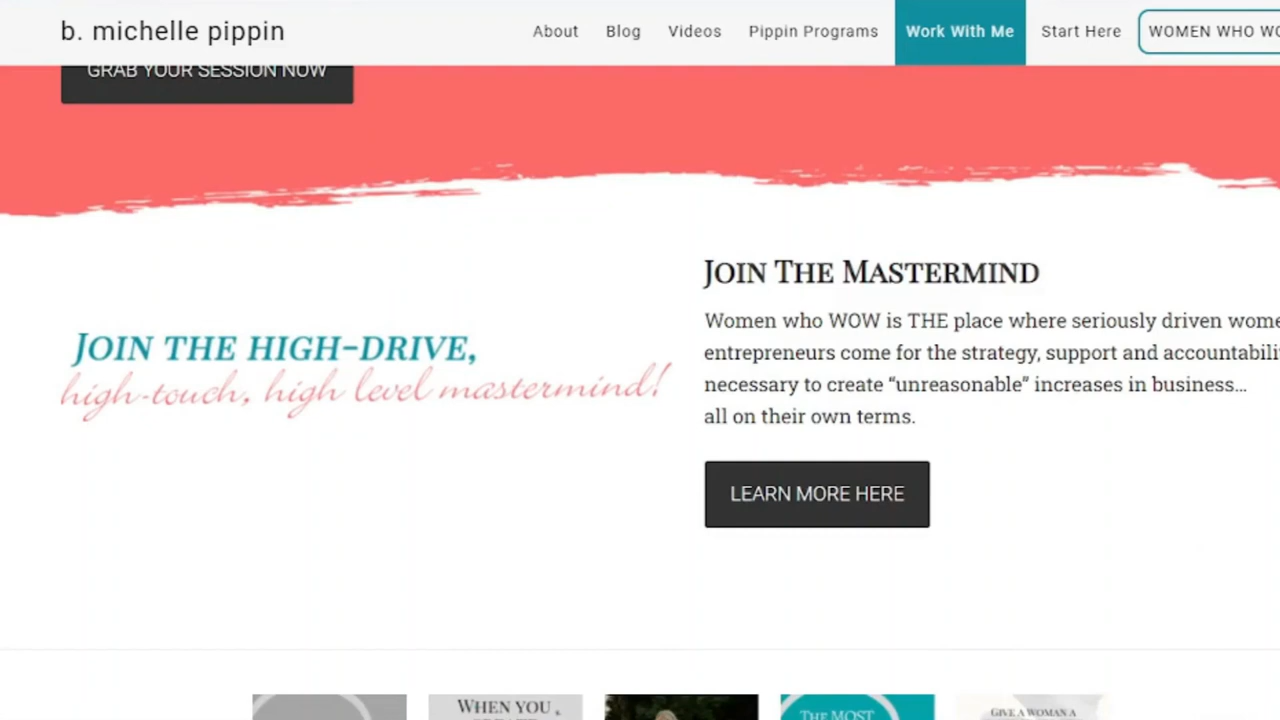 b. michelle pippin
About Blog Videos Pippin Programs Work With Me Start Here WOMEN WHO
GRAB YOUR SESSION NOW
JOIN THE HIGH-DRIVE,
high-touch, high level mastermind!
JOIN THE MASTERMIND
Women who WOW is THE place where seriously driven
entrepreneurs come for the strategy, support and
necessary to create “unreasonable” increases in business...
all on their own terms.
LEARN MORE HERE
WHEN YOU
THE MOST
GIVE A WOMAN A